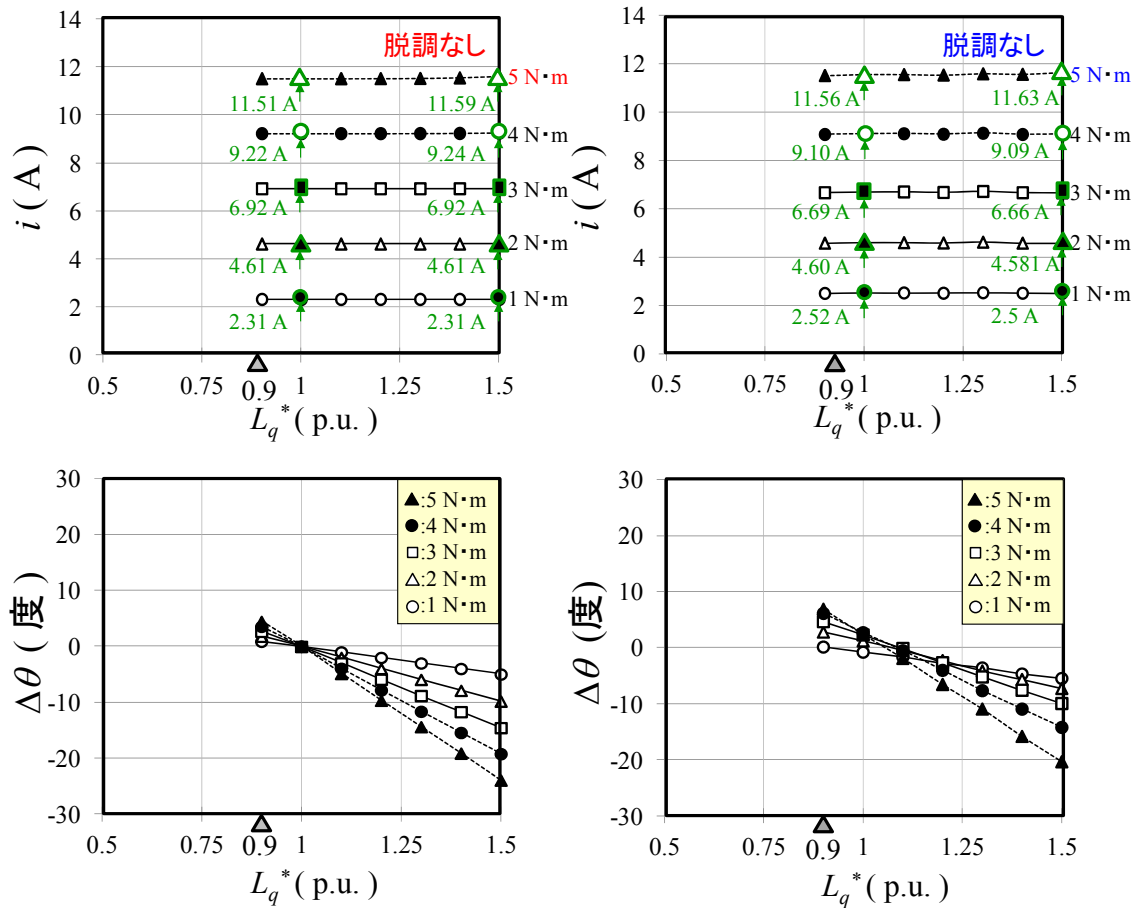 14
12
10
8
6
4
2
0
i ( A )
脱調なし
5 N・m
11.51 A
11.59 A
4 N・m
9.22 A
9.24 A
3 N・m
6.92 A
6.92 A
2 N・m
4.61 A
4.61 A
1 N・m
2.31 A
2.31 A
0.5 0.75 0.9 1 1.25 1.5
Lq* ( p.u. )
14
12
10
8
6
4
2
0
i ( A )
脱調なし
5 N・m
11.56 A
11.63 A
4 N・m
9.10 A
9.09 A
3 N・m
6.69 A
6.66 A
2 N・m
4.60 A
4.581 A
1 N・m
2.52 A
2.5 A
0.5 0.75 0.9 1 1.25 1.5
Lq* ( p.u. )
30
20
10
0
-10
-20
-30
Δθ ( 度 )
▲:5 N・m
●:4 N・m
□:3 N・m
△:2 N・m
○:1 N・m
0.5 0.75 0.9 1 1.25 1.5
Lq* ( p.u. )
30
20
10
0
-10
-20
-30
Δθ ( 度 )
▲:5 N・m
●:4 N・m
□:3 N・m
△:2 N・m
○:1 N・m
0.5 0.75 0.9 1 1.25 1.5
Lq* ( p.u. )